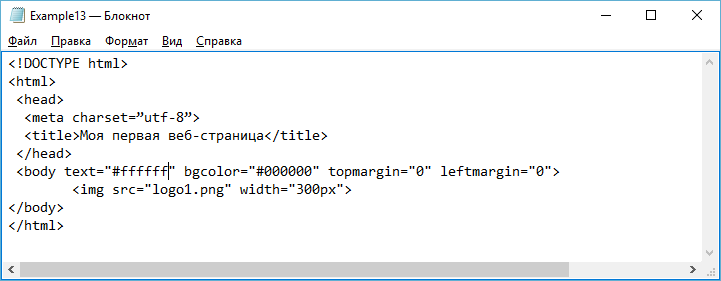 Example13 — Блокнот
Файл Правка Формат Вид Справка
<!DOCTYPE html>
<html>
<head>
<meta charset=”utf-8”>
<title>Моя первая веб-страница</title>
</head>
<body text="#ffffff" bgcolor="#000000" topmargin="0" leftmargin="0">
<img src="logo1.png" width="300px">
</body>
</html>